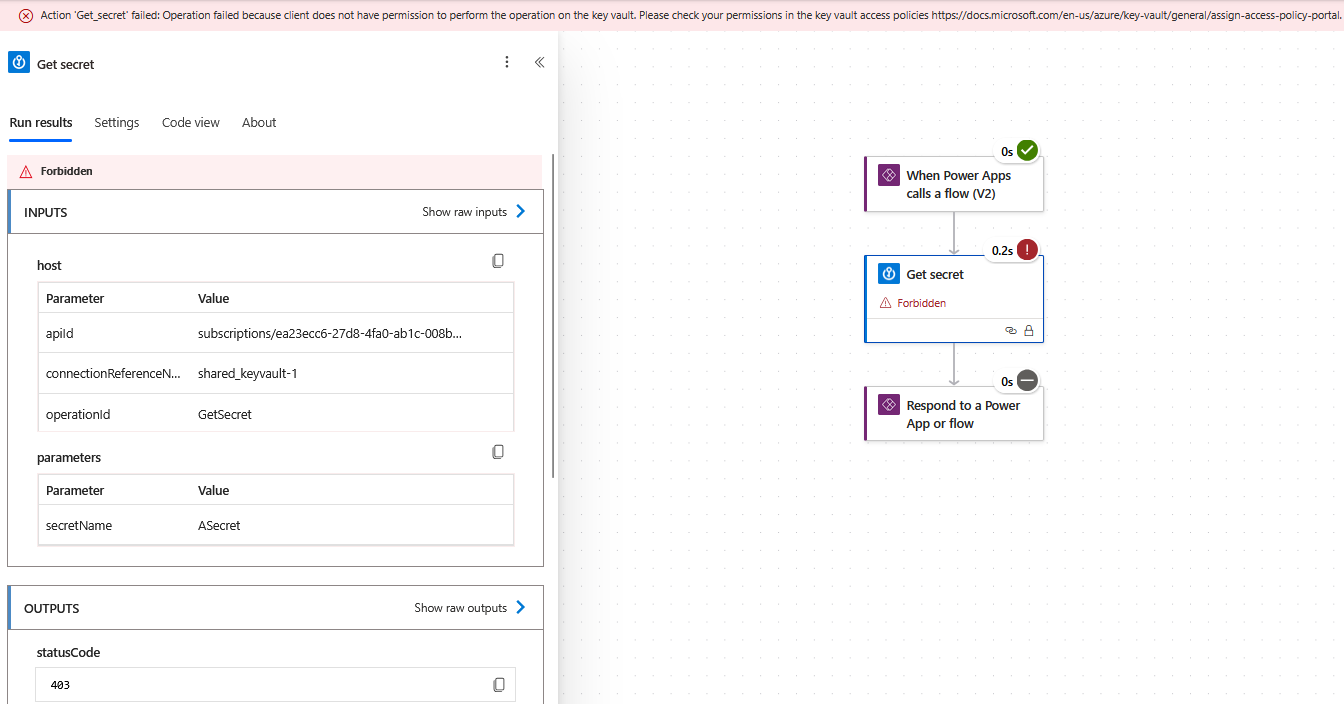 Action 'Get_secret' failed: Operation failed because client does not have permission to perform the operation on the key vault. Please check your permissions in the key vault access policies https://docs.microsoft.com/en-us/azure/key-vault/general/assign-access-policy-portal.
Get secret
Run results Settings Code view About
Forbidden
INPUTS Show raw inputs
host
Parameter Value
apiId subscriptions/ea23ecc6-27d8-4fa0-ab1c-008b...
connectionReferenceN... shared_keyvault-1
operationId GetSecret
parameters
Parameter Value
secretName ASecret
OUTPUTS Show raw outputs
statusCode
403
0s
When Power Apps
calls a flow (V2)
0.2s
Get secret
Forbidden
0s
Respond to a Power
App or flow